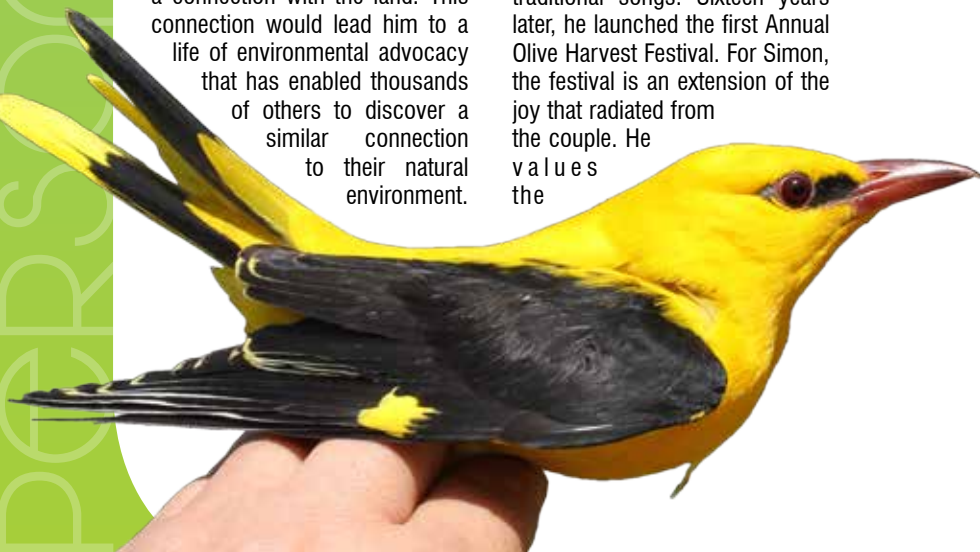 a connection with the land. This
connection would lead him to a
life of environmental advocacy
that has enabled thousands
of others to discover a
similar connection
to their natural
environment.
traditional songs. Sixteen years
later, he launched the first Annual
Olive Harvest Festival. For Simon,
the festival is an extension of the
joy that radiated from
the couple. He
values
the